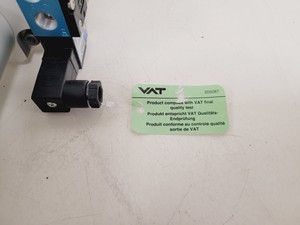 VAT
Product complies with VAT final
quality test
Produkt entspricht VAT Qualitäts-
Endprüfung
Produit conforme au contrôle qualité
sortie de VAT